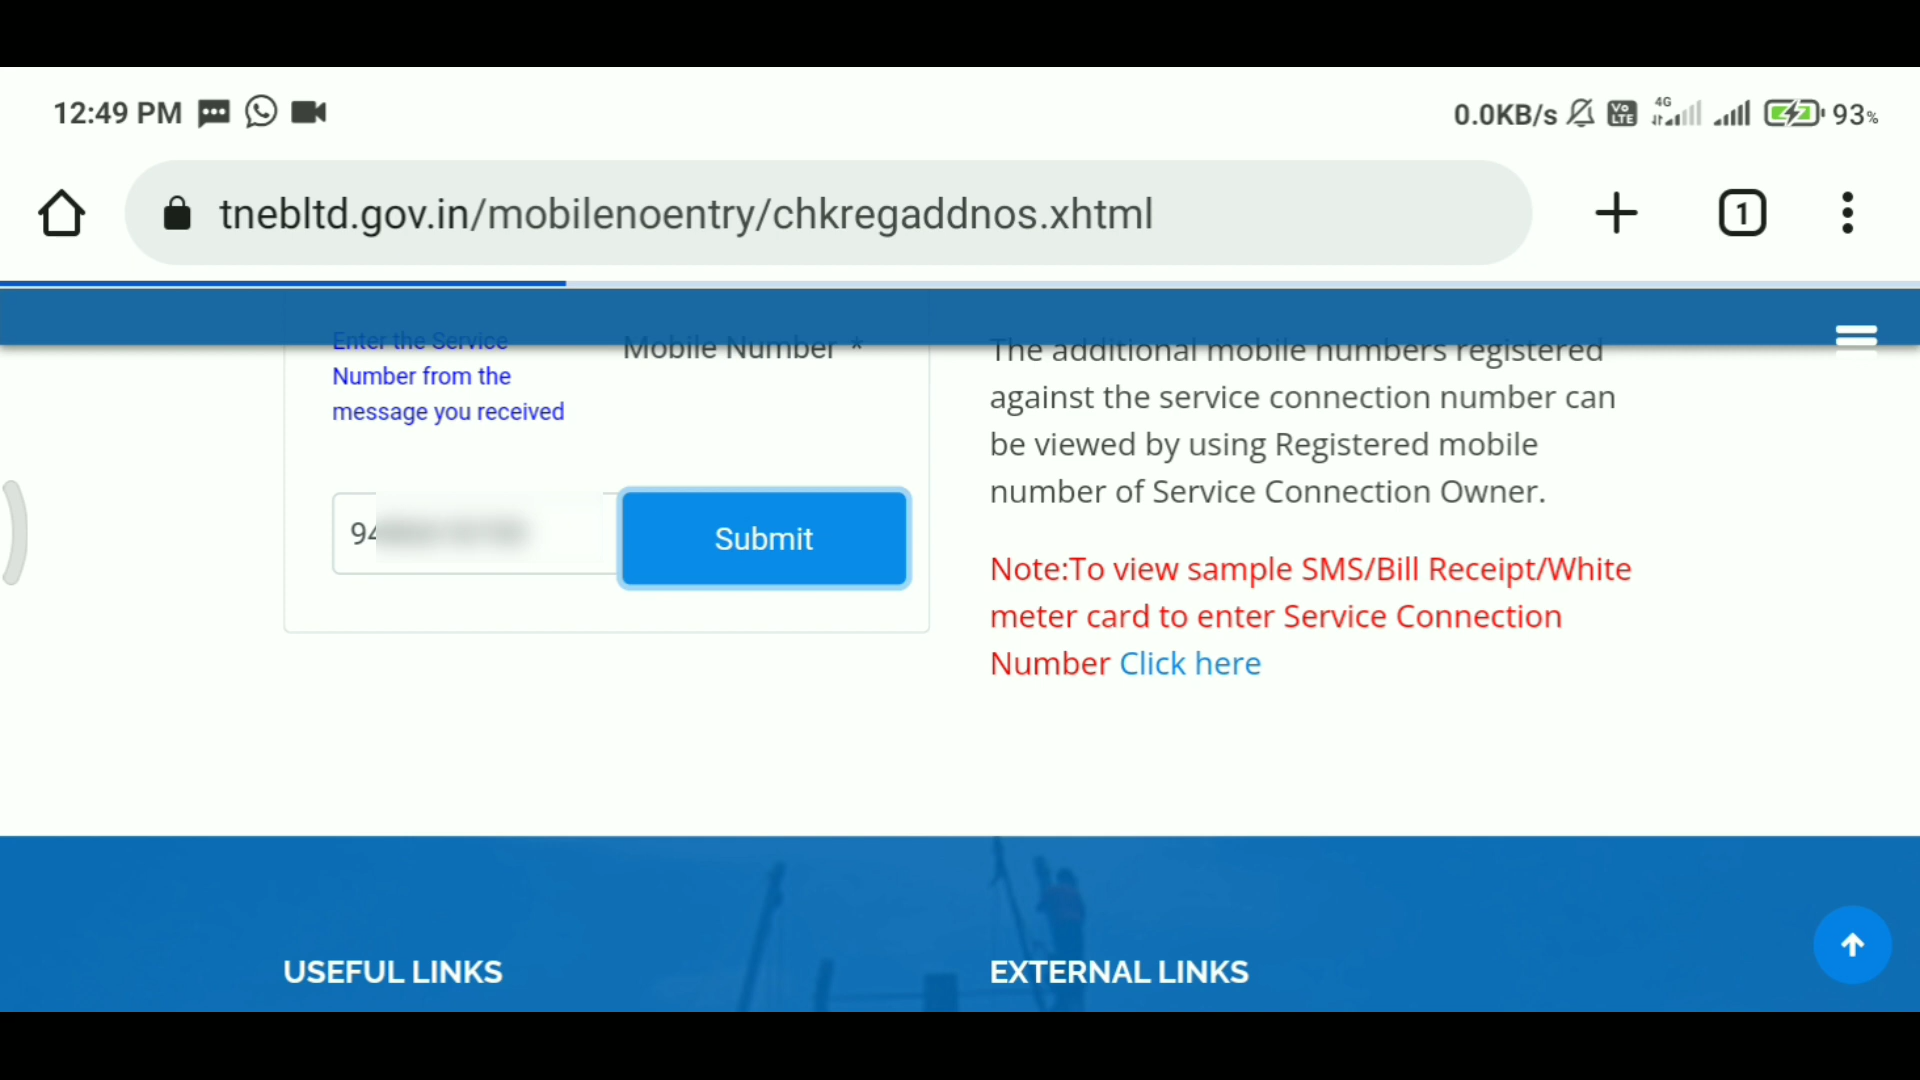 12:49 PM
0.0KB/s
Vo
LTE
4G
93%
tnebltd.gov.in/mobilenoentry/chkregaddnos.xhtml
1
Enter the Service
Number from the
message you received
Mobile Number *
94
Submit
The additional mobile numbers registered
against the service connection number can
be viewed by using Registered mobile
number of Service Connection Owner.
Note:To view sample SMS/Bill Receipt/White
meter card to enter Service Connection
Number Click here
USEFUL LINKS
EXTERNAL LINKS